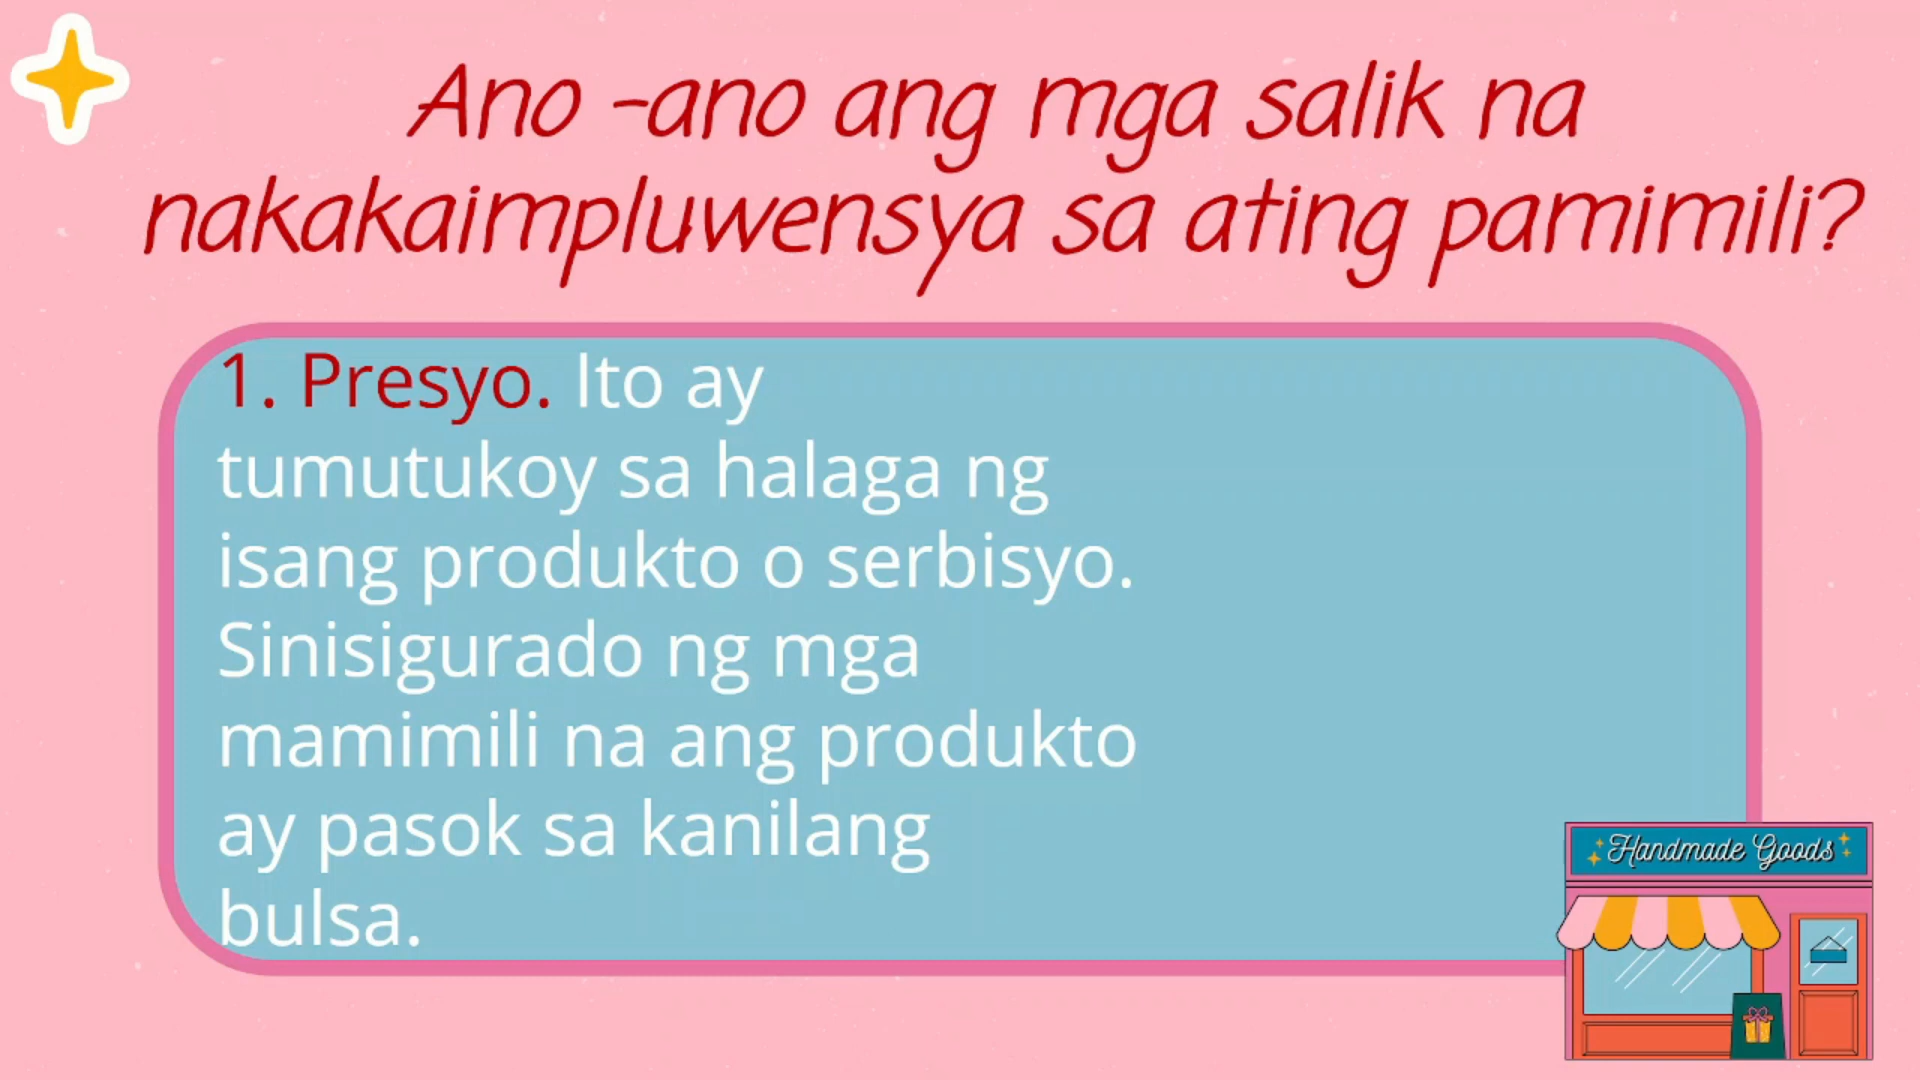 Ano -ano ang mga salik na
nakakaimpluwensya sa ating pamimili?
1. Presyo. Ito ay
tumutukoy sa halaga ng
isang produkto o serbisyo.
Sinisigurado ng mga
mamimili na ang produkto
ay pasok sa kanilang
bulsa.
Handmade Goods